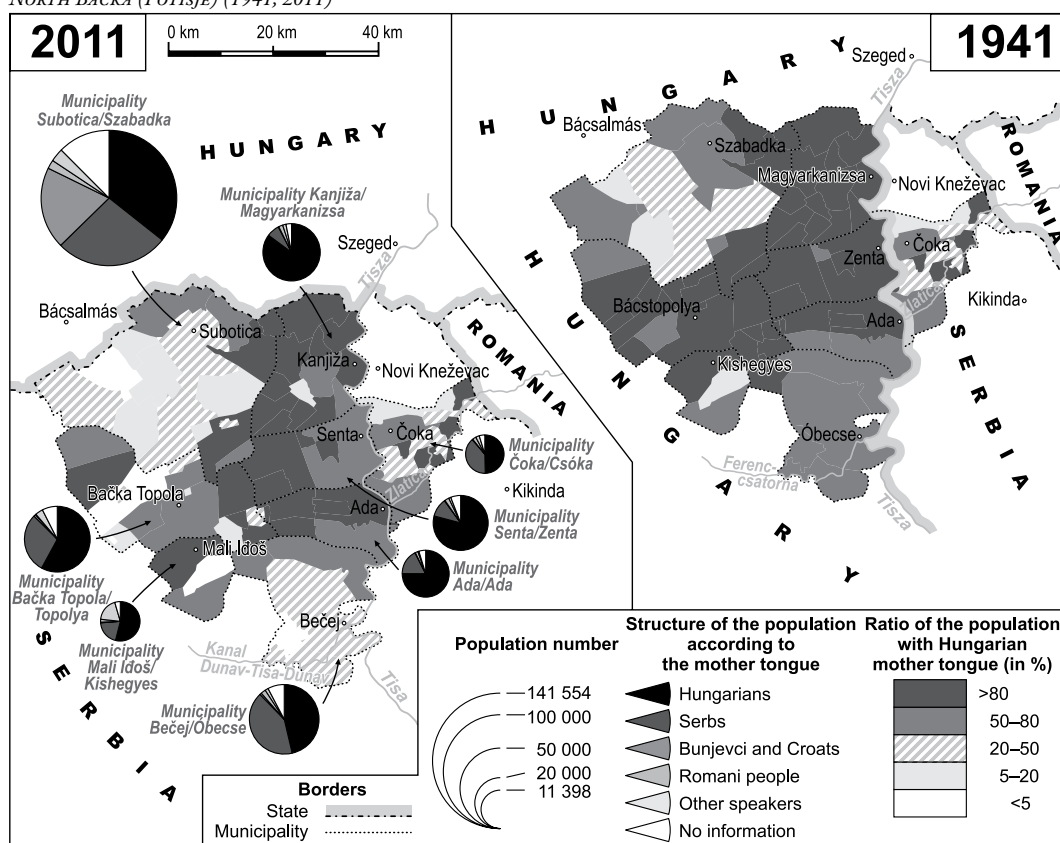 NORTH BAČKA (POTISJE) (1941, 2011)
2011
0 km 20 km 40 km
Municipality
Subotica/Szabadka
HUNGARY
Municipality Kanjiža/
Magyarkanizsa
Szeged
Tisza
Bácsalmás
Subotica
Kanjiža
ROMANIA
Novi Kneževac
Senta
Čoka
Municipality
Čoka/Csóka
Zlatica
Kikinda
Bačka Topola
Ada
Municipality
Senta/Zenta
Mali Iđoš
Municipality
Ada/Ada
Municipality
Bačka Topola/
Topolya
Municipality
Mali Iđoš/
Kishegyes
Bečej
Kanal
Dunav-Tisa-Dunav
Tisa
Municipality
Bečej/Óbecse
SERBIA
1941
HUNGARY
Szeged
Tisza
Bácsalmás
Szabadka
ROMANIA
Magyarkanizsa
Novi Kneževac
Zenta
Čoka
Zlatica
Kikinda
HUNGARY
Bácstopolya
Ada
Kishegyes
SERBIA
Óbecse
Ferenc-
csatorna
Tisza
Borders
State
Municipality
Population number
141 554
100 000
50 000
20 000
11 398
Structure of the population
according to
the mother tongue
Hungarians
Serbs
Bunjevci and Croats
Romani people
Other speakers
No information
Ratio of the population
with Hungarian
mother tongue (in %)
>80
50–80
20–50
5–20
<5